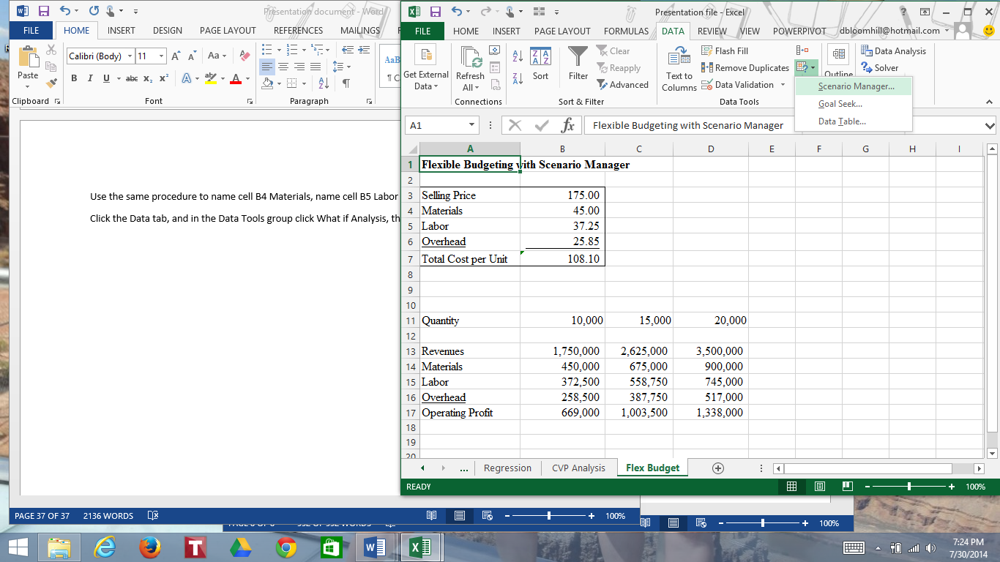 Presentation document - Word
FILE HOME INSERT DESIGN PAGE LAYOUT REFERENCES MAILINGS
Paste
Calibri (Body) 11
B I U abc x₂ x²
Clipboard Font Paragraph
AaB
¶ C
Use the same procedure to name cell B4 Materials, name cell B5 Labor
Click the Data tab, and in the Data Tools group click What if Analysis, th
PAGE 37 OF 37 2136 WORDS 100%
Presentation file - Excel
FILE HOME INSERT PAGE LAYOUT FORMULAS DATA REVIEW VIEW POWERPIVOT dbloomhill@hotmail.com
Get External Data
Refresh All
Connections
Sort
Filter
Clear
Reapply
Advanced
Sort & Filter
Text to Columns
Flash Fill
Remove Duplicates
Data Validation
Data Tools
Outline
Data Analysis
Solver
Scenario Manager...
Goal Seek...
Data Table...
A1 fx Flexible Budgeting with Scenario Manager
A B C D E F G H I
1 Flexible Budgeting with Scenario Manager
2
3 Selling Price 175.00
4 Materials 45.00
5 Labor 37.25
6 Overhead 25.85
7 Total Cost per Unit 108.10
8
9
10
11 Quantity 10,000 15,000 20,000
12
13 Revenues 1,750,000 2,625,000 3,500,000
14 Materials 450,000 675,000 900,000
15 Labor 372,500 558,750 745,000
16 Overhead 258,500 387,750 517,000
17 Operating Profit 669,000 1,003,500 1,338,000
18
19
20
... Regression CVP Analysis Flex Budget
READY 100%
100%
7:24 PM
7/30/2014